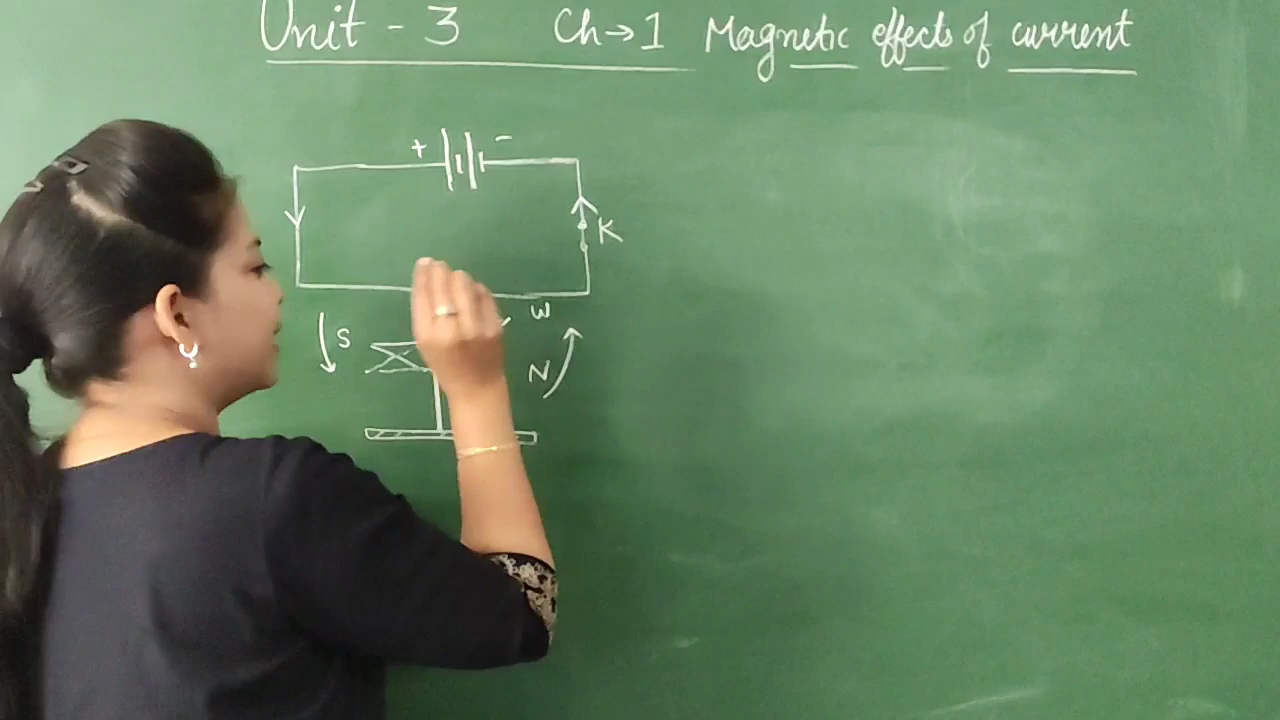 Unit - 3 Ch→1 Magnetic effects of current
+ -
K
W
S
N